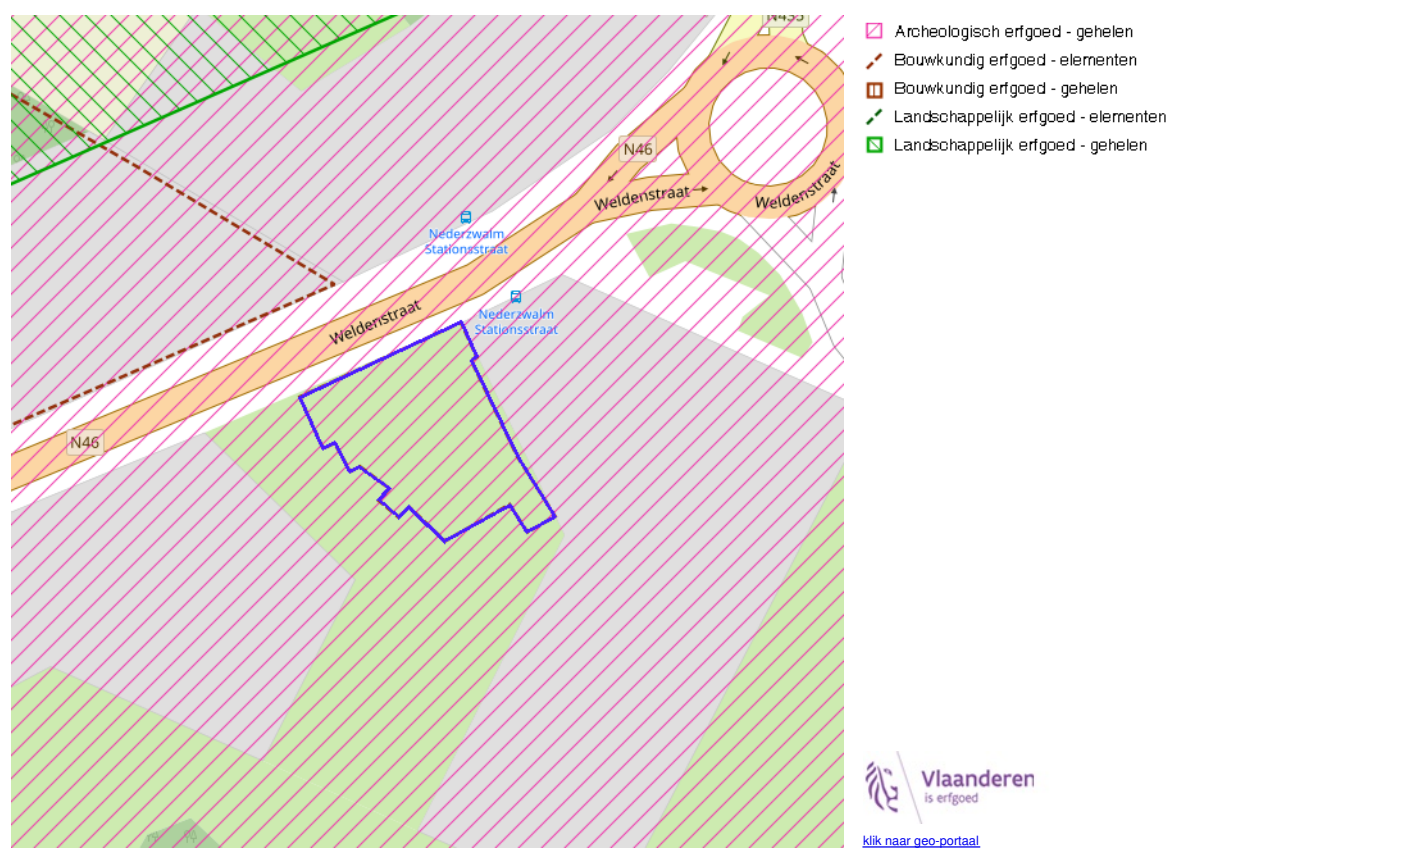 N435
N46
Weldenstraat
Weldenstraat
Nederzwalm
Stationsstraat
Nederzwalm
Stationsstraat
Weldenstraat
N46
Archeologisch erfgoed - gehelen
Bouwkundig erfgoed - elementen
Bouwkundig erfgoed - gehelen
Landschappelijk erfgoed - elementen
Landschappelijk erfgoed - gehelen
Vlaanderen
is erfgoed
klik naar geo-portaal